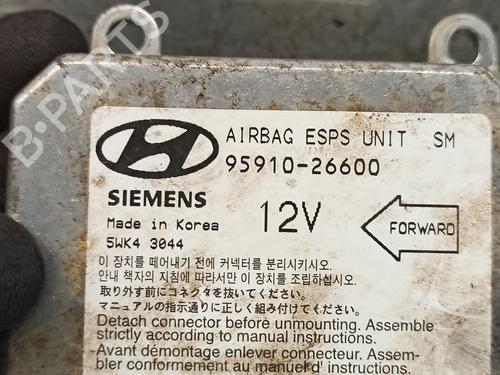 B-PARTS
AIRBAG ESPS UNIT SM
95910-26600
SIEMENS
12V
FORWARD
Made in Korea
5WK4 3044
이 장치를 떼어내기 전에 커넥터를 분리시키시오.
안내 책자의 지침에 따라서만 이 장치를 조립하십시오
取り外す前にコネクタを抜いてください。
マニュアルの指示通りに正しく組み付けてください
Detach connector before unmounting. Assemble
strictly according to manual instructions.
Avant démontage enlever connecteur. Assem-
bler conformement au manuel d' instructions.